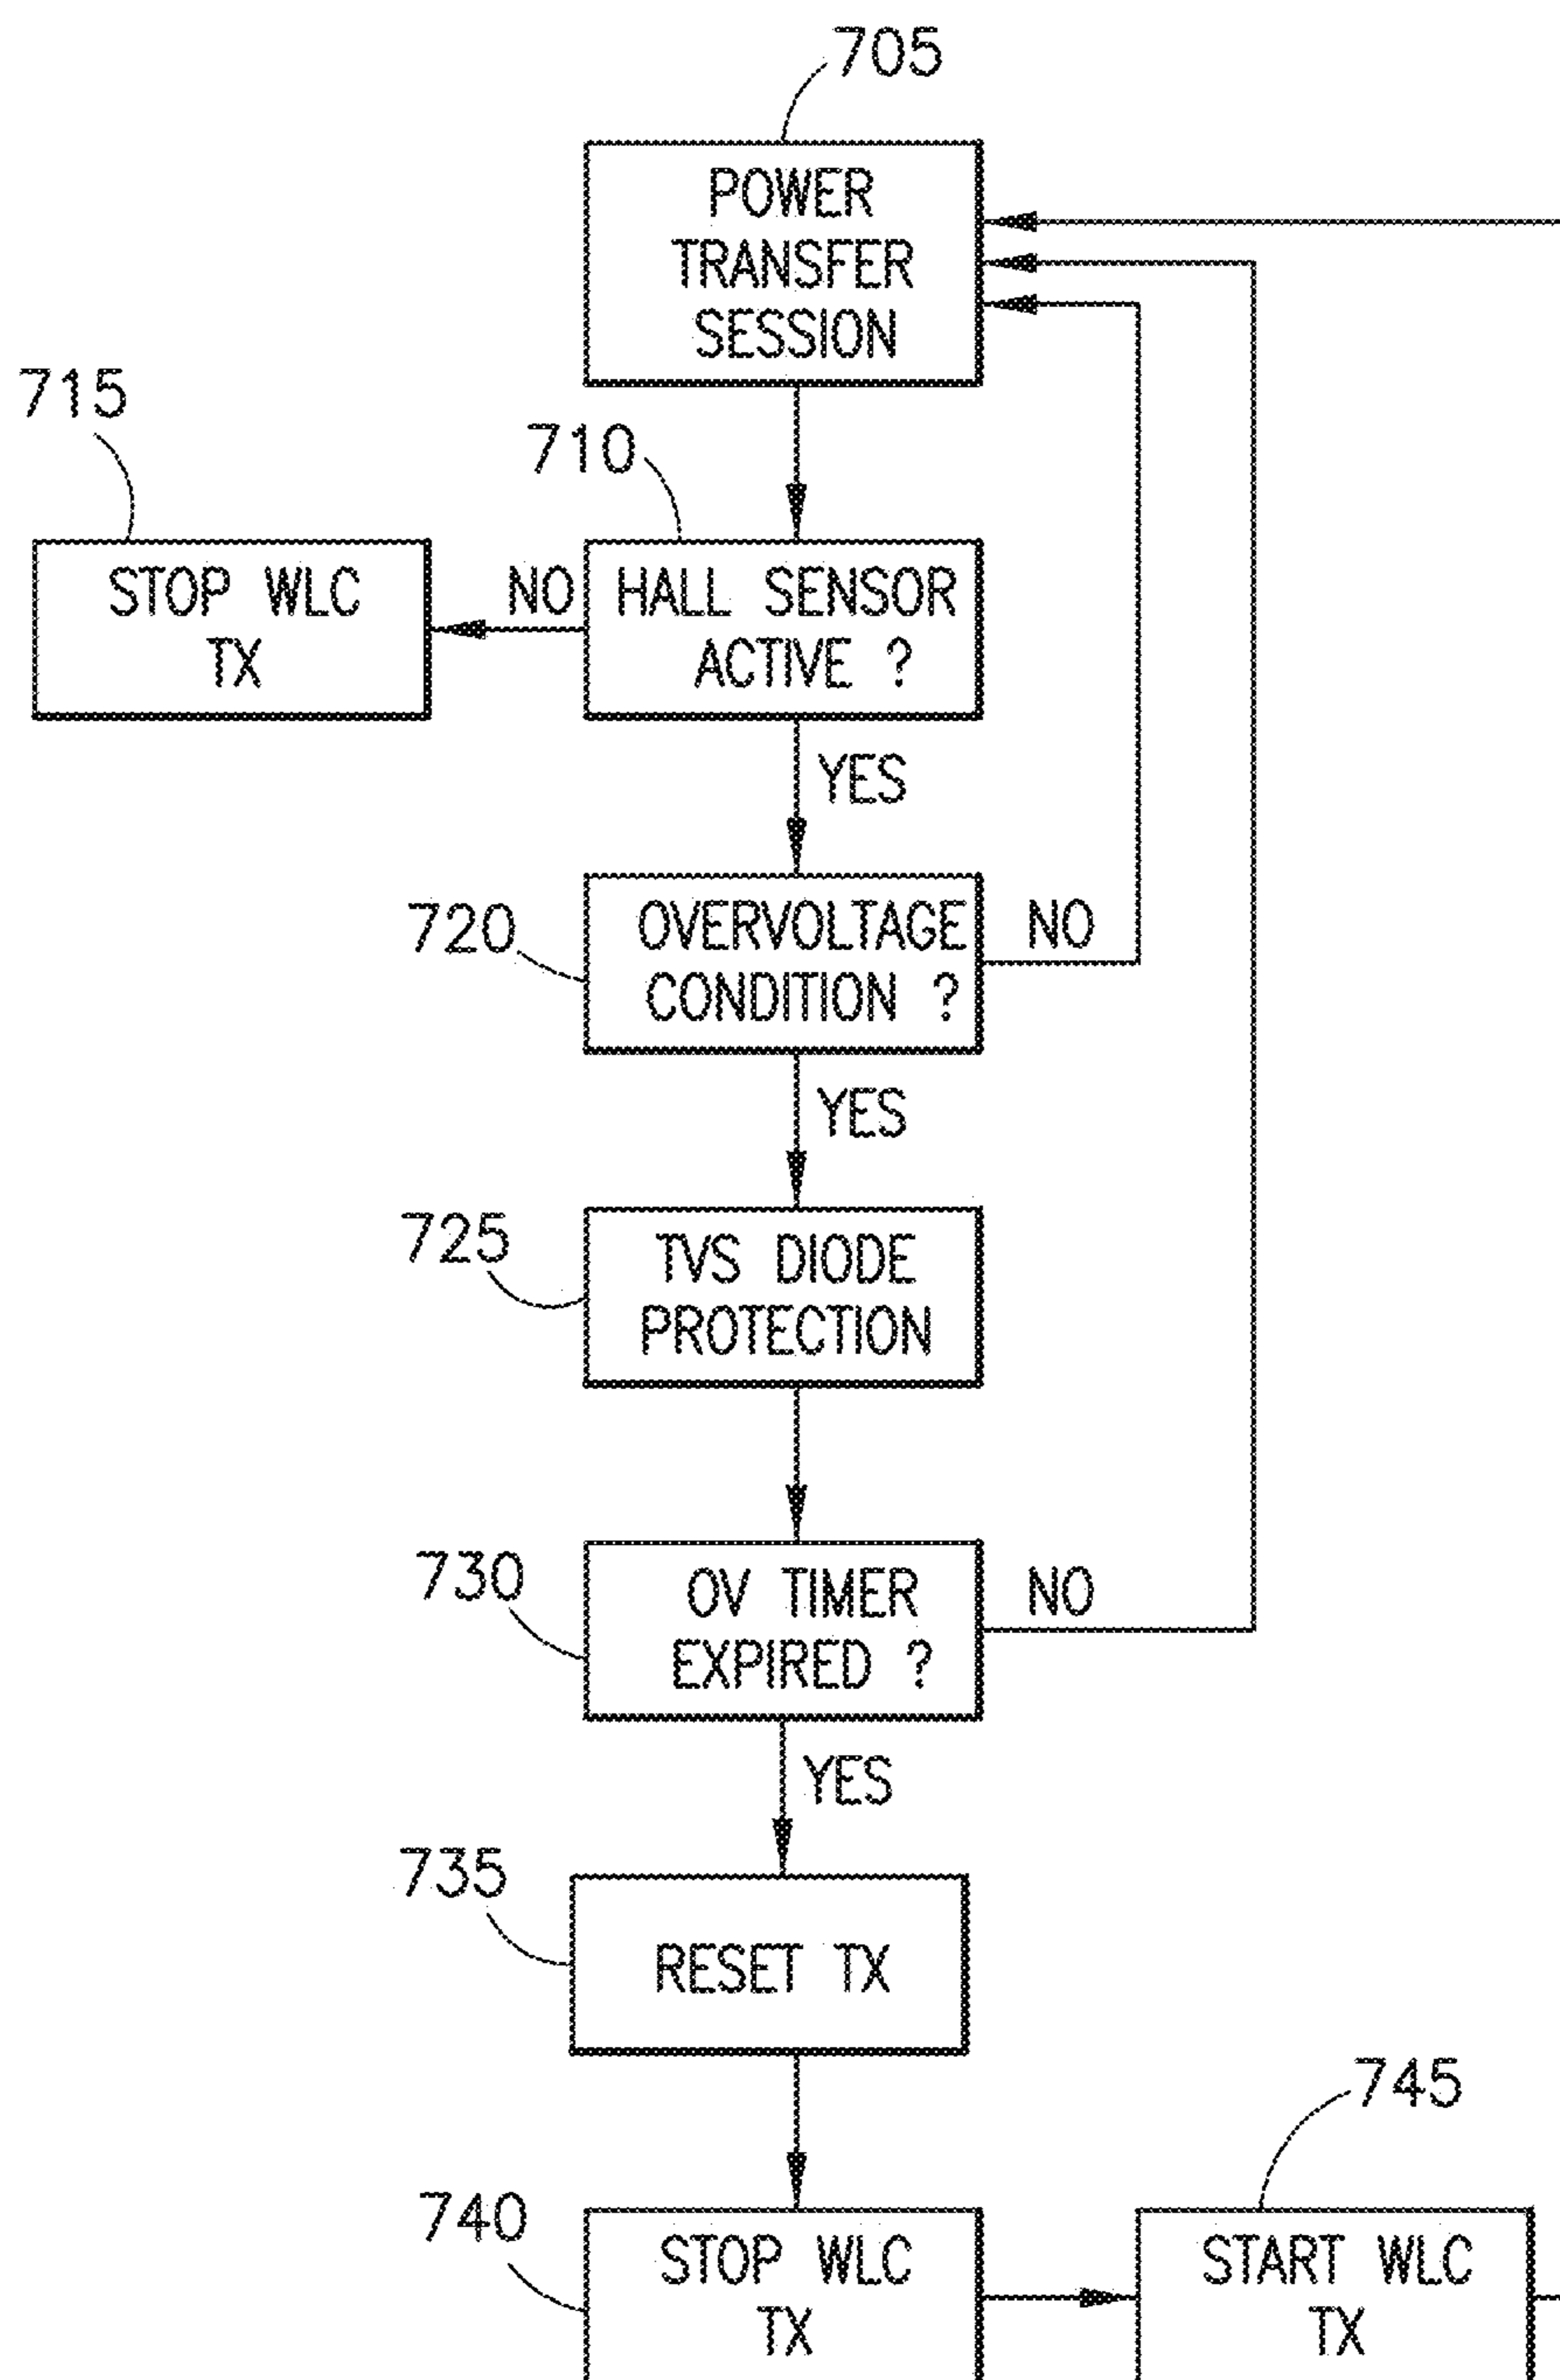 705
POWER
TRANSFER
SESSION
715
710
STOP WLC
TX
NO
HALL SENSOR
ACTIVE ?
YES
720
OVERVOLTAGE
CONDITION ?
NO
YES
725
TVS DIODE
PROTECTION
730
OV TIMER
EXPIRED ?
NO
YES
735
RESET TX
745
740
STOP WLC
TX
START WLC
TX